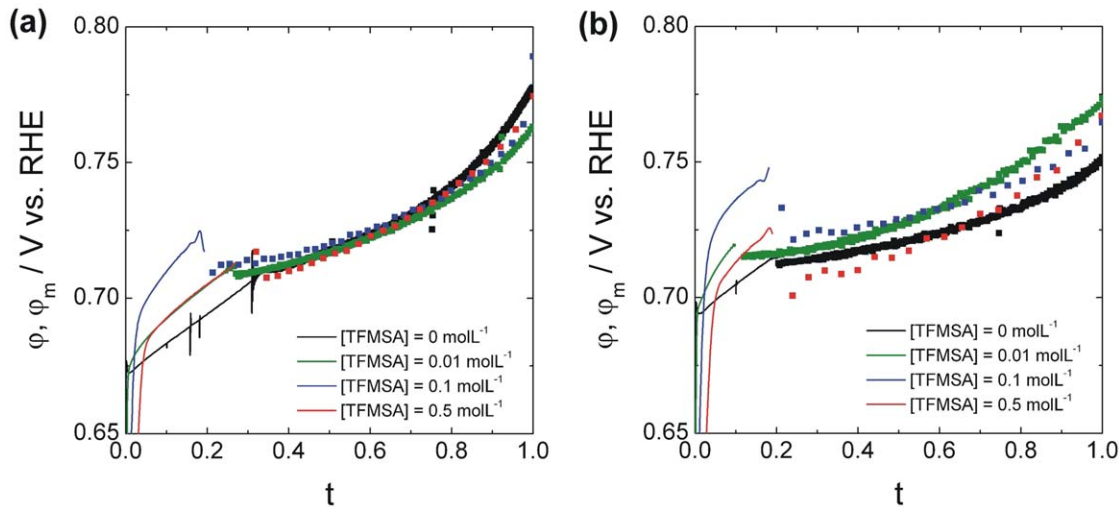 (a)
0.80
0.75
0.70
0.65
φ, φm / V vs. RHE
[TFMSA] = 0 molL⁻¹
[TFMSA] = 0.01 molL⁻¹
[TFMSA] = 0.1 molL⁻¹
[TFMSA] = 0.5 molL⁻¹
0.0 0.2 0.4 0.6 0.8 1.0
t
(b)
0.80
0.75
0.70
0.65
φ, φm / V vs. RHE
[TFMSA] = 0 molL⁻¹
[TFMSA] = 0.01 molL⁻¹
[TFMSA] = 0.1 molL⁻¹
[TFMSA] = 0.5 molL⁻¹
0.0 0.2 0.4 0.6 0.8 1.0
t